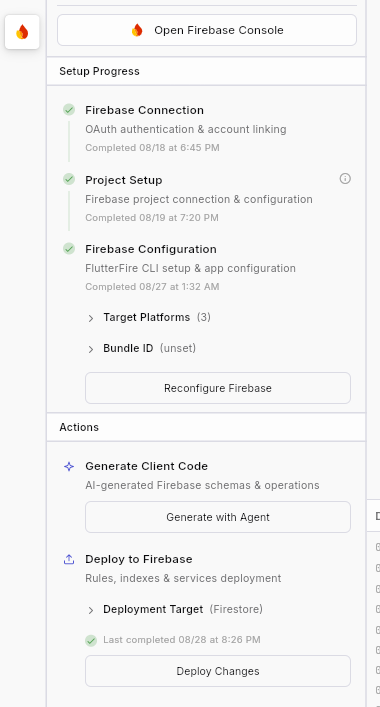 Open Firebase Console
Setup Progress
Firebase Connection
OAuth authentication & account linking
Completed 08/18 at 6:45 PM
Project Setup
Firebase project connection & configuration
Completed 08/19 at 7:20 PM
Firebase Configuration
FlutterFire CLI setup & app configuration
Completed 08/27 at 1:32 AM
Target Platforms (3)
Bundle ID (unset)
Reconfigure Firebase
Actions
Generate Client Code
AI-generated Firebase schemas & operations
Generate with Agent
Deploy to Firebase
Rules, indexes & services deployment
Deployment Target (Firestore)
Last completed 08/28 at 8:26 PM
Deploy Changes